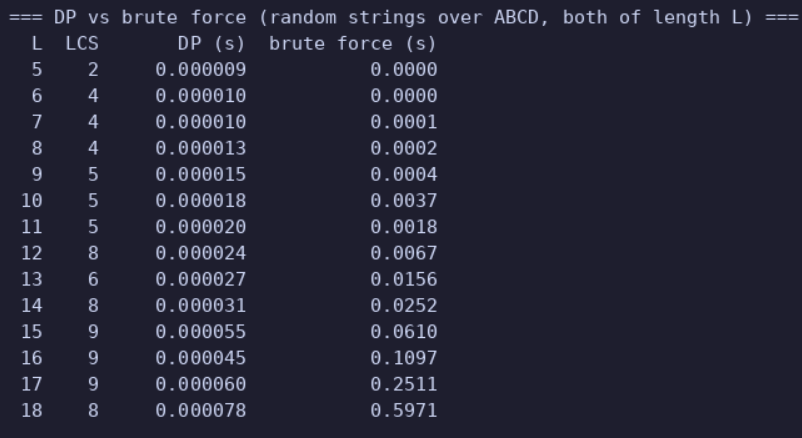 === DP vs brute force (random strings over ABCD, both of length L) ===
L LCS DP (s) brute force (s)
5 2 0.000009 0.0000
6 4 0.000010 0.0000
7 4 0.000010 0.0001
8 4 0.000013 0.0002
9 5 0.000015 0.0004
10 5 0.000018 0.0037
11 5 0.000020 0.0018
12 8 0.000024 0.0067
13 6 0.000027 0.0156
14 8 0.000031 0.0252
15 9 0.000055 0.0610
16 9 0.000045 0.1097
17 9 0.000060 0.2511
18 8 0.000078 0.5971